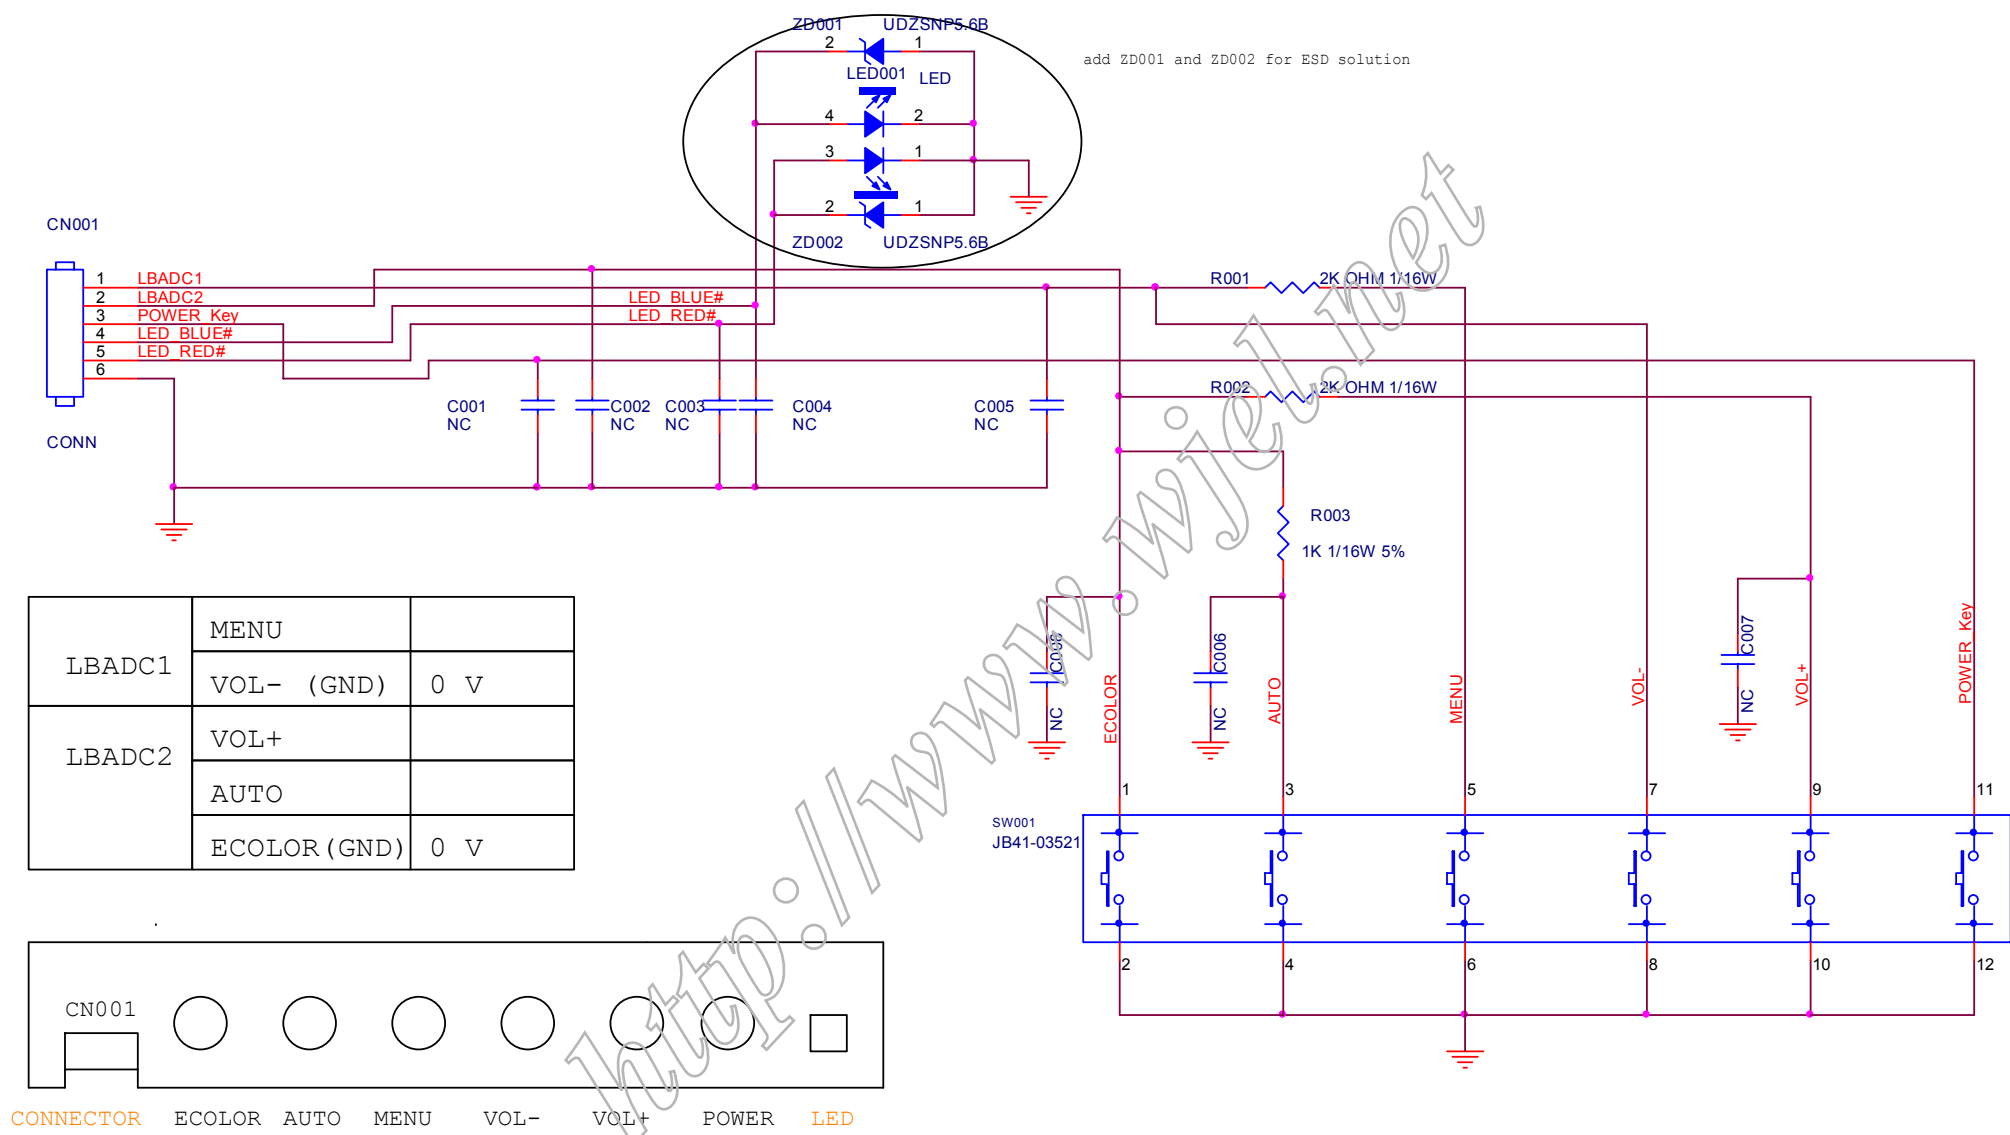 ZD001 UDZSNP5.6B
2 1
LED001 LED
add ZD001 and ZD002 for ESD solution
4 2
3 1
2 1
ZD002 UDZSNP5.6B
CN001
1 LBADC1
2 LBADC2
3 POWER Key
4 LED_BLUE#
5 LED_RED#
6
CONN
LED_BLUE#
LED_RED#
R001 2K OHM 1/16W
R002 2K OHM 1/16W
C001
NC
C002
NC
C003
NC
C004
NC
C005
NC
R003
1K 1/16W 5%
C008
NC
ECOLOR
C006
NC
AUTO
MENU
VOL-
C007
NC
VOL+
POWER Key
LBADC1
MENU
VOL- (GND) 0 V
LBADC2
VOL+
AUTO
ECOLOR(GND) 0 V
1 3 5 7 9 11
SW001
JB41-03521
2 4 6 8 10 12
CN001
CONNECTOR ECOLOR AUTO MENU VOL- VOL+ POWER LED
http://www.wjel.net